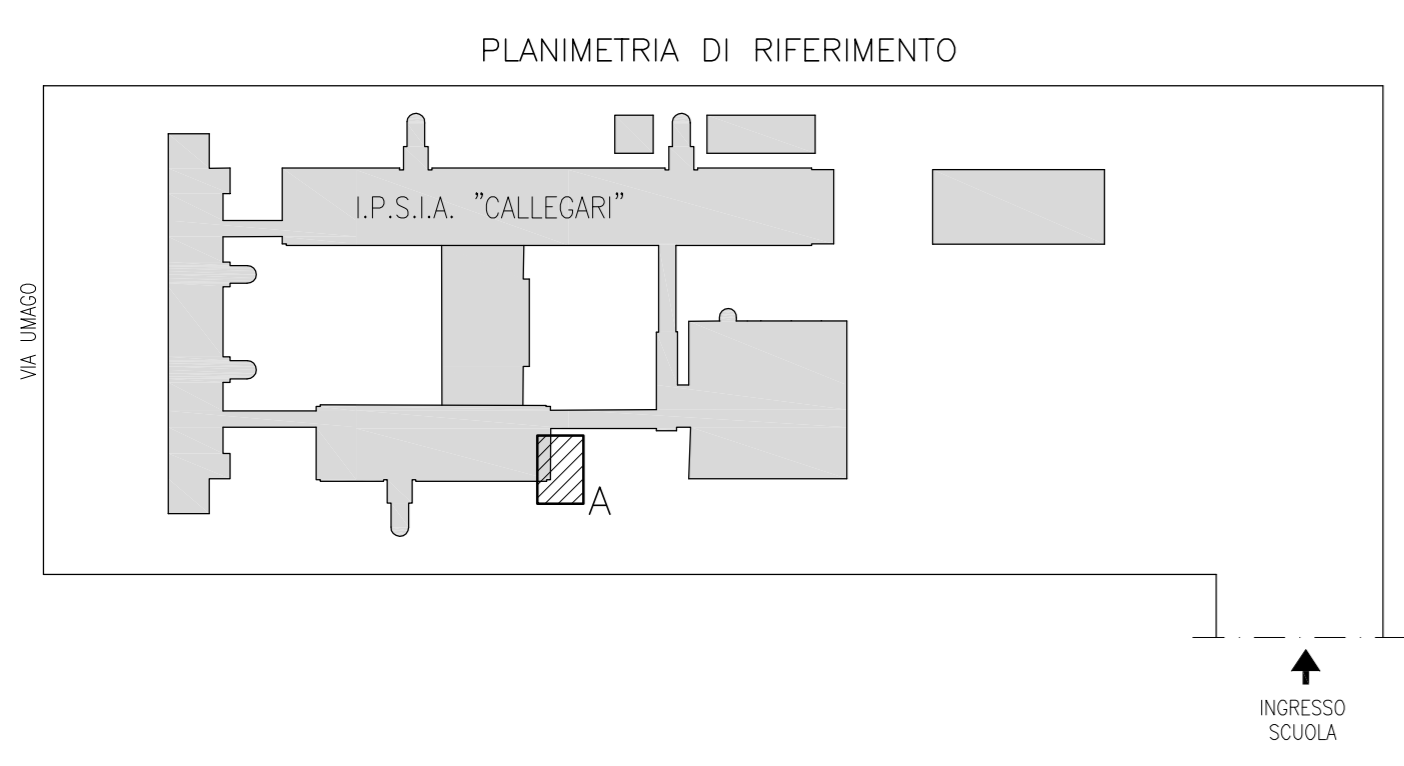 PLANIMETRIA DI RIFERIMENTO
I.P.S.I.A. "CALLEGARI"
VIA UMAGO
A
INGRESSO
SCUOLA